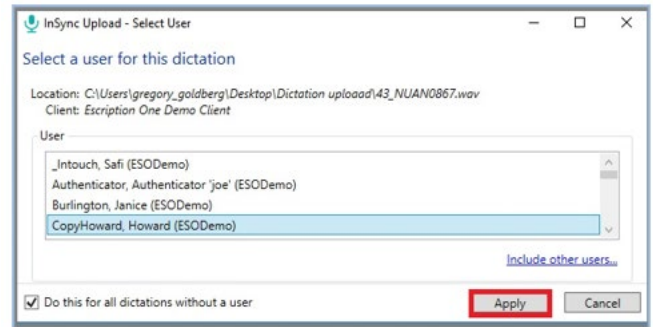 InSync Upload - Select User
Select a user for this dictation
Location: C:\Users\gregory_goldberg\Desktop\Dictation uploaad\43_NUAN0867.wav
Client: Escription One Demo Client
User
_Intouch, Safi (ESODemo)
Authenticator, Authenticator 'joe' (ESODemo)
Burlington, Janice (ESODemo)
CopyHoward, Howard (ESODemo)
Include other users...
Do this for all dictations without a user
Apply
Cancel